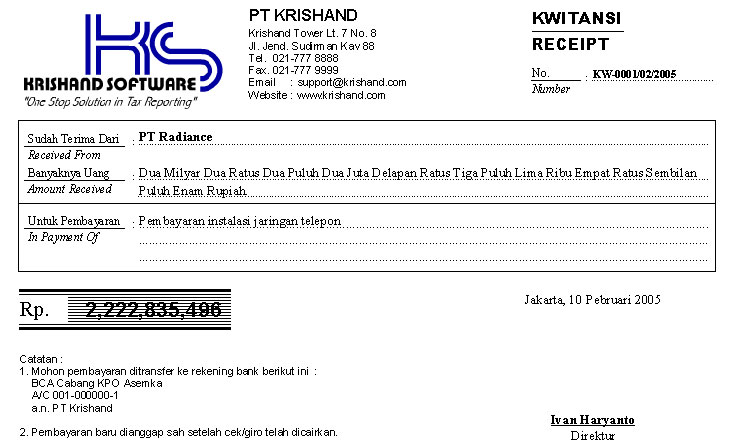 KS
KRISHAND SOFTWARE
"One Stop Solution in Tax Reporting"
PT KRISHAND
Krishand Tower Lt. 7 No. 8
Jl. Jend. Sudirman Kav 88
Tel. 021-777 8888
Fax. 021-777 9999
Email : support@krishand.com
Website : www.krishand.com
KWITANSI
RECEIPT
No. : KW-0001/02/2005
Number
Sudah Terima Dari : PT Radiance
Received From
Banyaknya Uang : Dua Milyar Dua Ratus Dua Puluh Dua Juta Delapan Ratus Tiga Puluh Lima Ribu Empat Ratus Sembilan
Amount Received Puluh Enam Rupiah
Untuk Pembayaran : Pembayaran instalasi jaringan telepon
In Payment Of
Rp. 2,222,835,496
Jakarta, 10 Pebruari 2005
Catatan :
1. Mohon pembayaran ditransfer ke rekening bank berikut ini :
BCA Cabang KPO Asemka
A/C 001-000000-1
a.n. PT Krishand
2. Pembayaran baru dianggap sah setelah cek/giro telah dicairkan.
Ivan Haryanto
Direktur